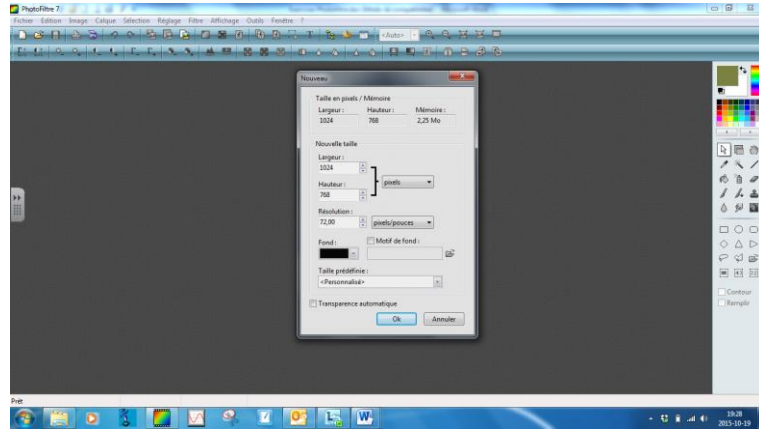 PhotoFiltre 7
Fichier Edition Image Calque Sélection Réglage Filtre Affichage Outils Fenêtre ?
<Auto>
Nouveau
Taille en pixels / Mémoire
Largeur : Hauteur : Mémoire :
1024 768 2,25 Mo
Nouvelle taille
Largeur :
1024
pixels
Hauteur :
768
Résolution :
72,00 pixels/pouces
Fond : Motif de fond :
Taille prédéfinie :
<Personnalisé>
Transparence automatique
Ok Annuler
Contour
Remplir
Prêt
19:28
2015-10-19